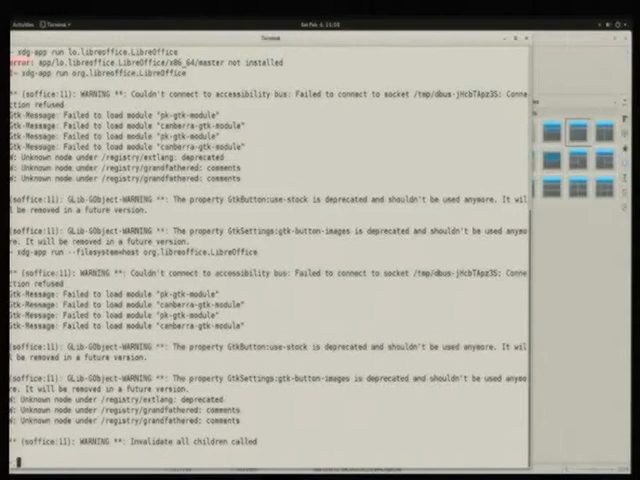 Activities Terminal
Sat Feb 4, 11:38
Terminal
~ xdg-app run lo.libreoffice.LibreOffice
error: app/lo.libreoffice.LibreOffice/x86_64/master not installed
~ xdg-app run org.libreoffice.LibreOffice
** (soffice:11): WARNING **: Couldn't connect to accessibility bus: Failed to connect to socket /tmp/dbus-jHcbTApz3S: Conne
ction refused
Gtk-Message: Failed to load module "pk-gtk-module"
Gtk-Message: Failed to load module "canberra-gtk-module"
Gtk-Message: Failed to load module "pk-gtk-module"
Gtk-Message: Failed to load module "canberra-gtk-module"
W: Unknown node under /registry/extlang: deprecated
W: Unknown node under /registry/grandfathered: comments
W: Unknown node under /registry/grandfathered: comments
(soffice:11): GLib-GObject-WARNING **: The property GtkButton:use-stock is deprecated and shouldn't be used anymore. It wil
l be removed in a future version.
(soffice:11): GLib-GObject-WARNING **: The property GtkSettings:gtk-button-images is deprecated and shouldn't be used anymo
re. It will be removed in a future version.
~ xdg-app run --filesystem=host org.libreoffice.LibreOffice
** (soffice:11): WARNING **: Couldn't connect to accessibility bus: Failed to connect to socket /tmp/dbus-jHcbTApz3S: Conne
ction refused
Gtk-Message: Failed to load module "pk-gtk-module"
Gtk-Message: Failed to load module "canberra-gtk-module"
Gtk-Message: Failed to load module "pk-gtk-module"
Gtk-Message: Failed to load module "canberra-gtk-module"
(soffice:11): GLib-GObject-WARNING **: The property GtkButton:use-stock is deprecated and shouldn't be used anymore. It wil
l be removed in a future version.
(soffice:11): GLib-GObject-WARNING **: The property GtkSettings:gtk-button-images is deprecated and shouldn't be used anymo
re. It will be removed in a future version.
W: Unknown node under /registry/extlang: deprecated
W: Unknown node under /registry/grandfathered: comments
W: Unknown node under /registry/grandfathered: comments
** (soffice:11): WARNING **: Invalidate all children called